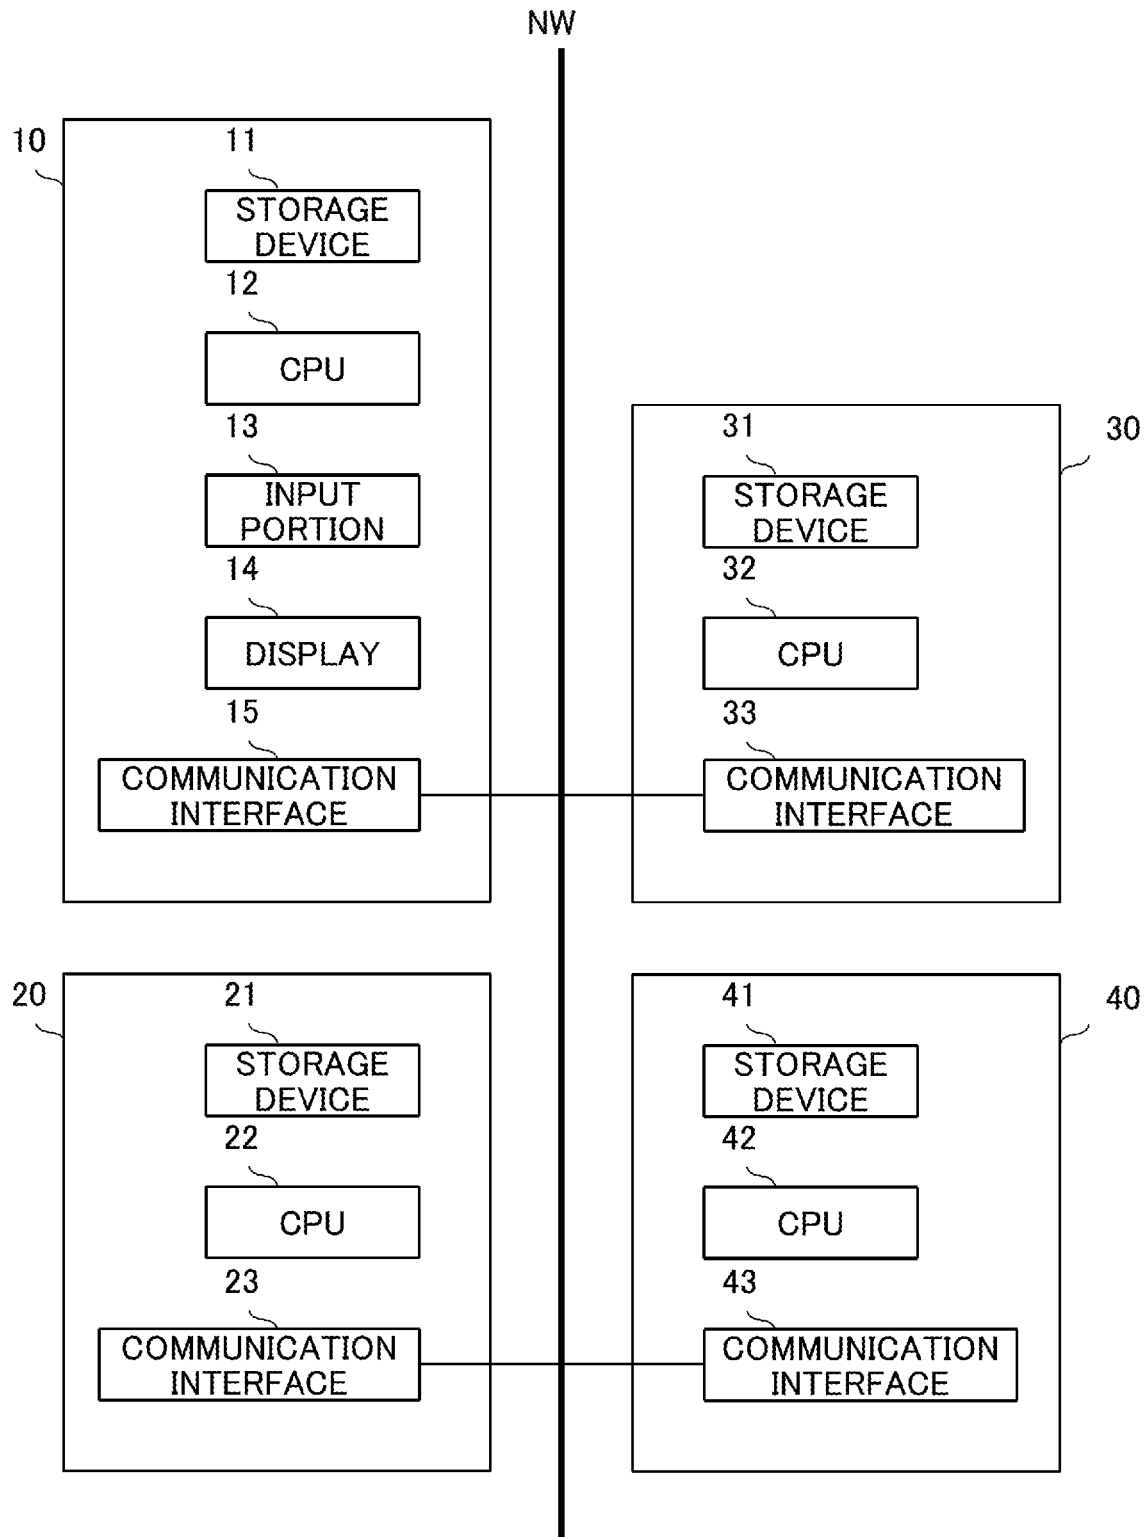 NW
10
11
STORAGE
DEVICE
12
CPU
13
INPUT
PORTION
14
DISPLAY
15
COMMUNICATION
INTERFACE
30
31
STORAGE
DEVICE
32
CPU
33
COMMUNICATION
INTERFACE
20
21
STORAGE
DEVICE
22
CPU
23
COMMUNICATION
INTERFACE
40
41
STORAGE
DEVICE
42
CPU
43
COMMUNICATION
INTERFACE